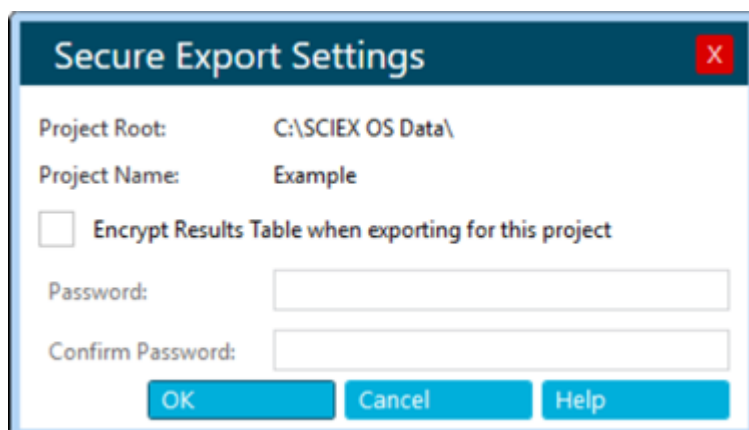 Secure Export Settings X
Project Root: C:\SCIEX OS Data\
Project Name: Example
Encrypt Results Table when exporting for this project
Password:
Confirm Password:
OK Cancel Help